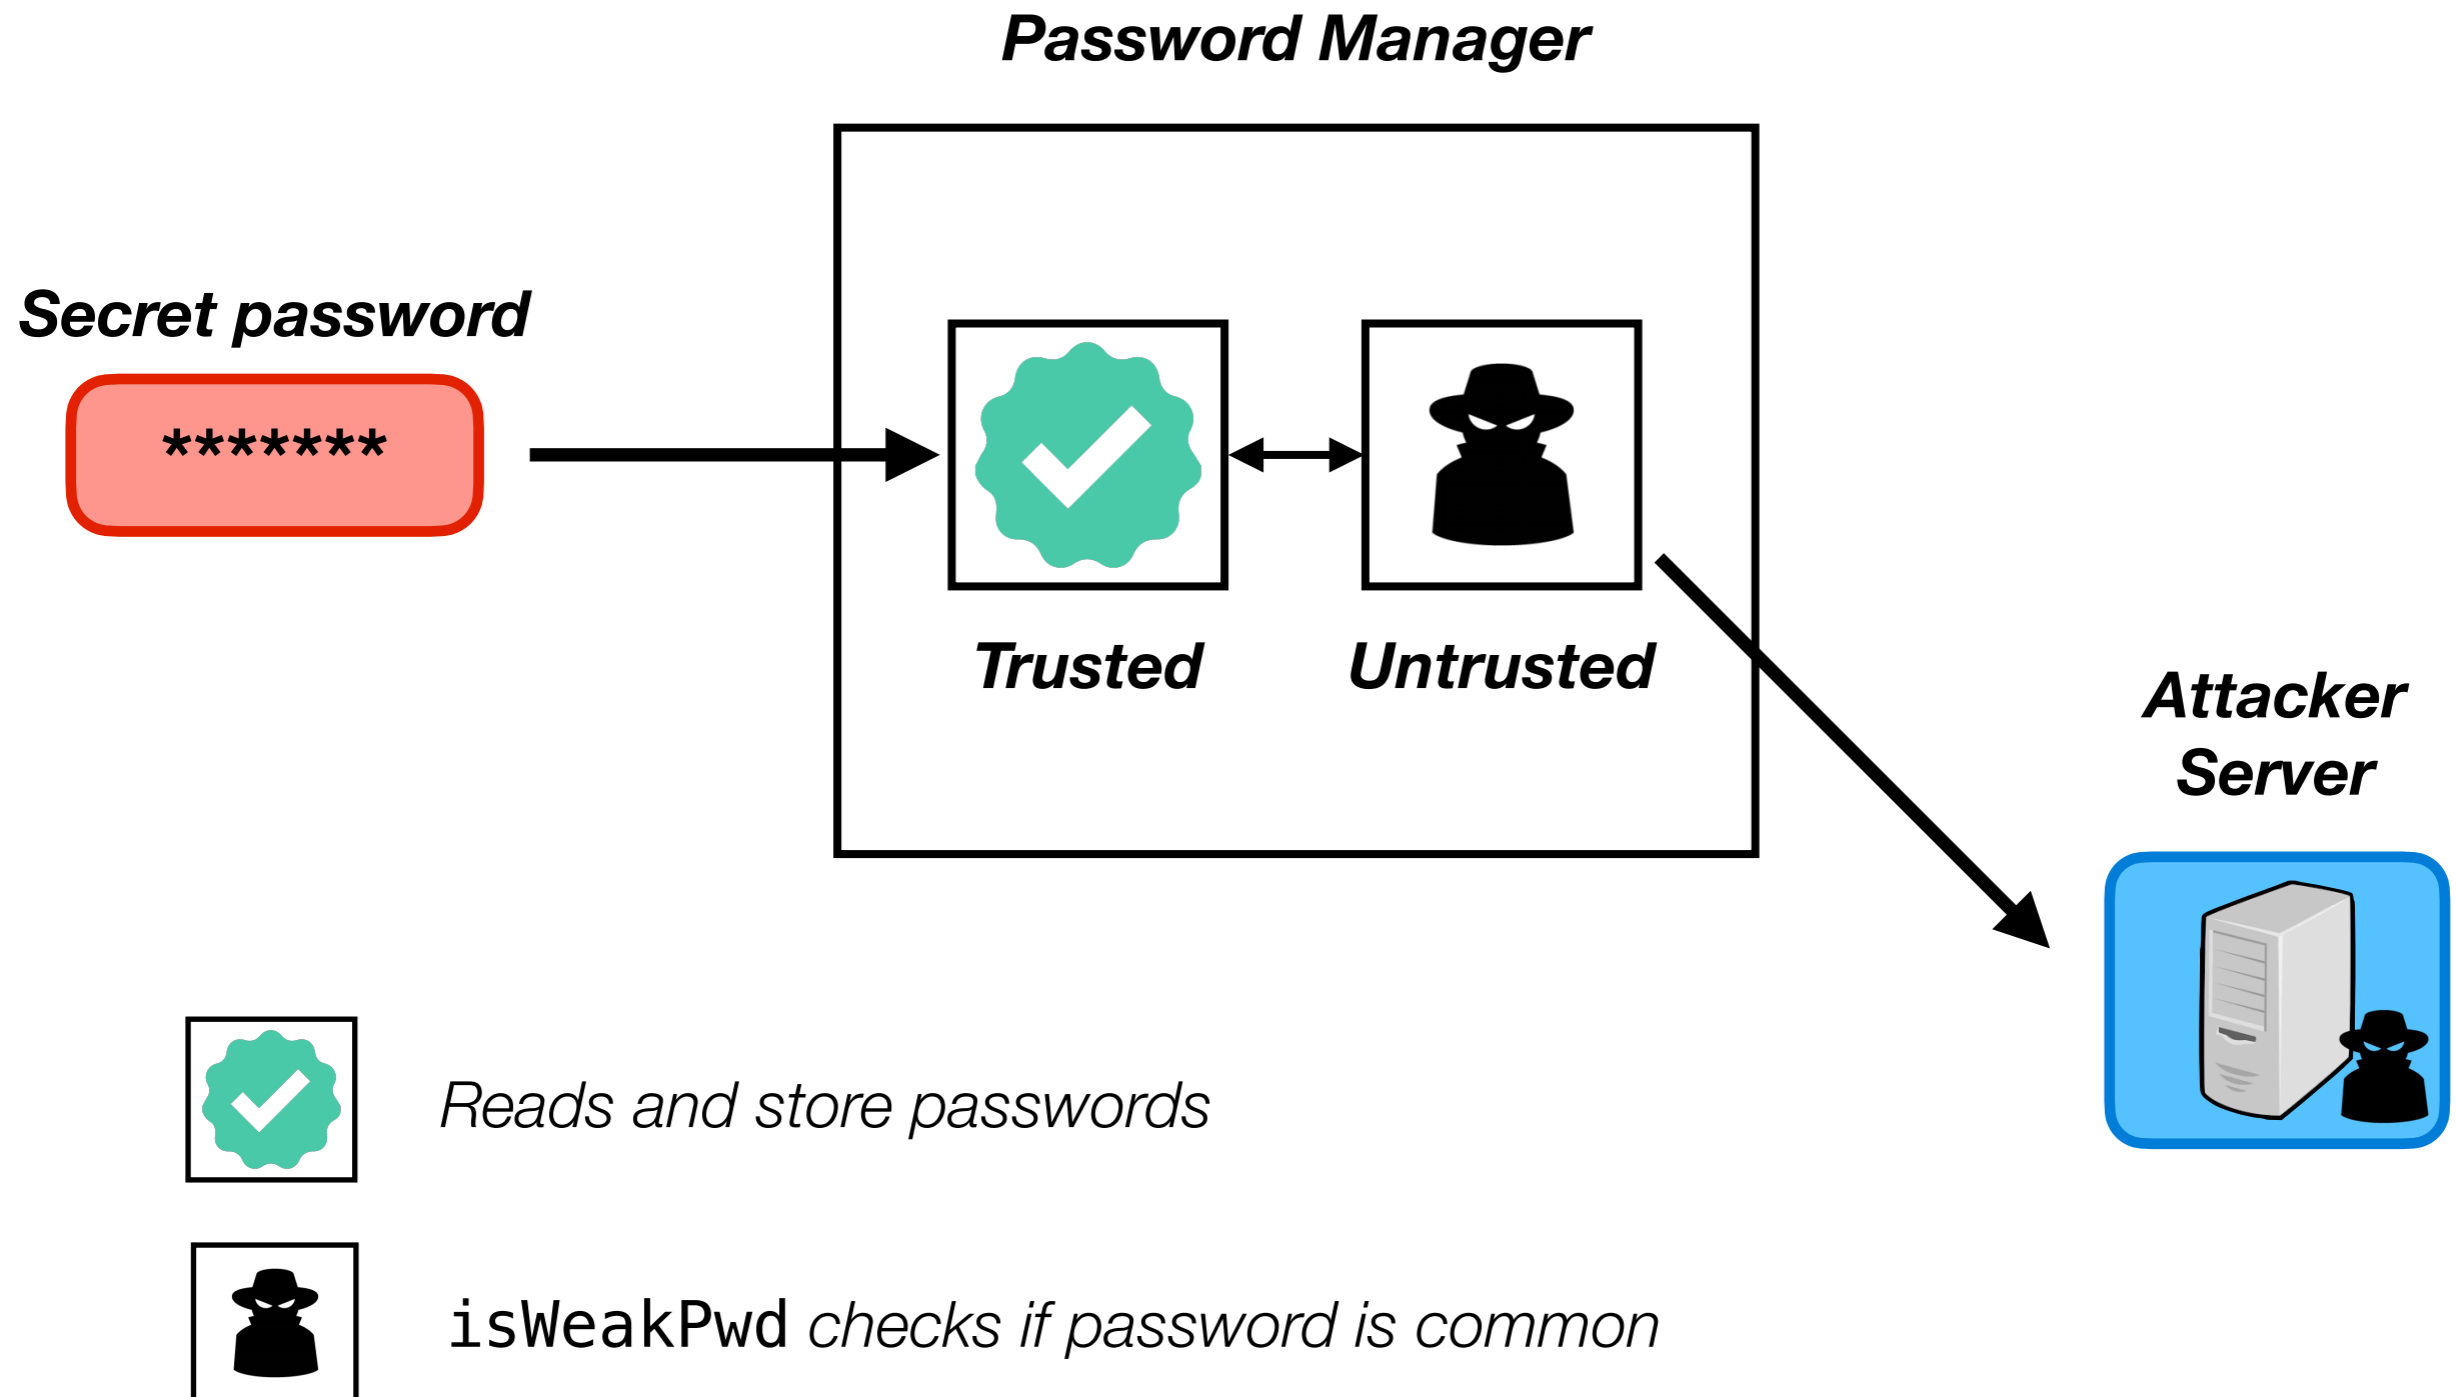 Password Manager
Secret password
*******
Trusted
Untrusted
Attacker
Server
Reads and store passwords
isWeakPwd checks if password is common